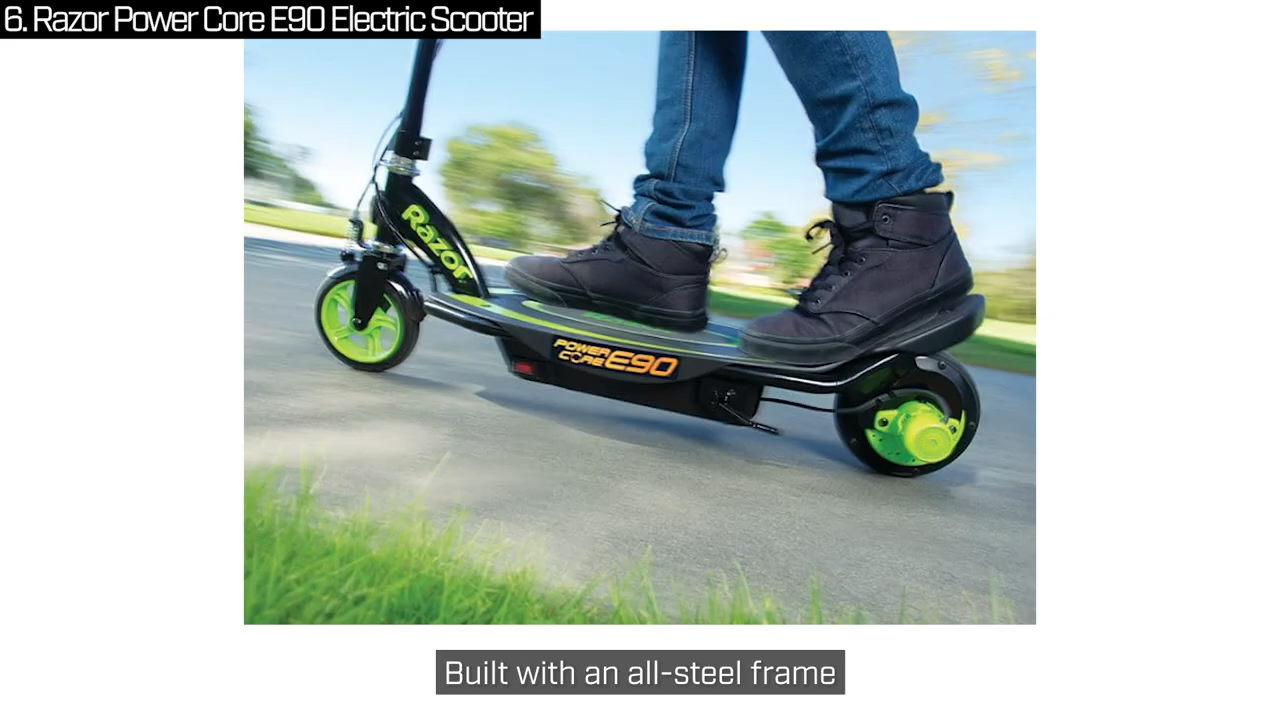 6. Razor Power Core E90 Electric Scooter
Razor
POWER
CORE E90
Built with an all-steel frame